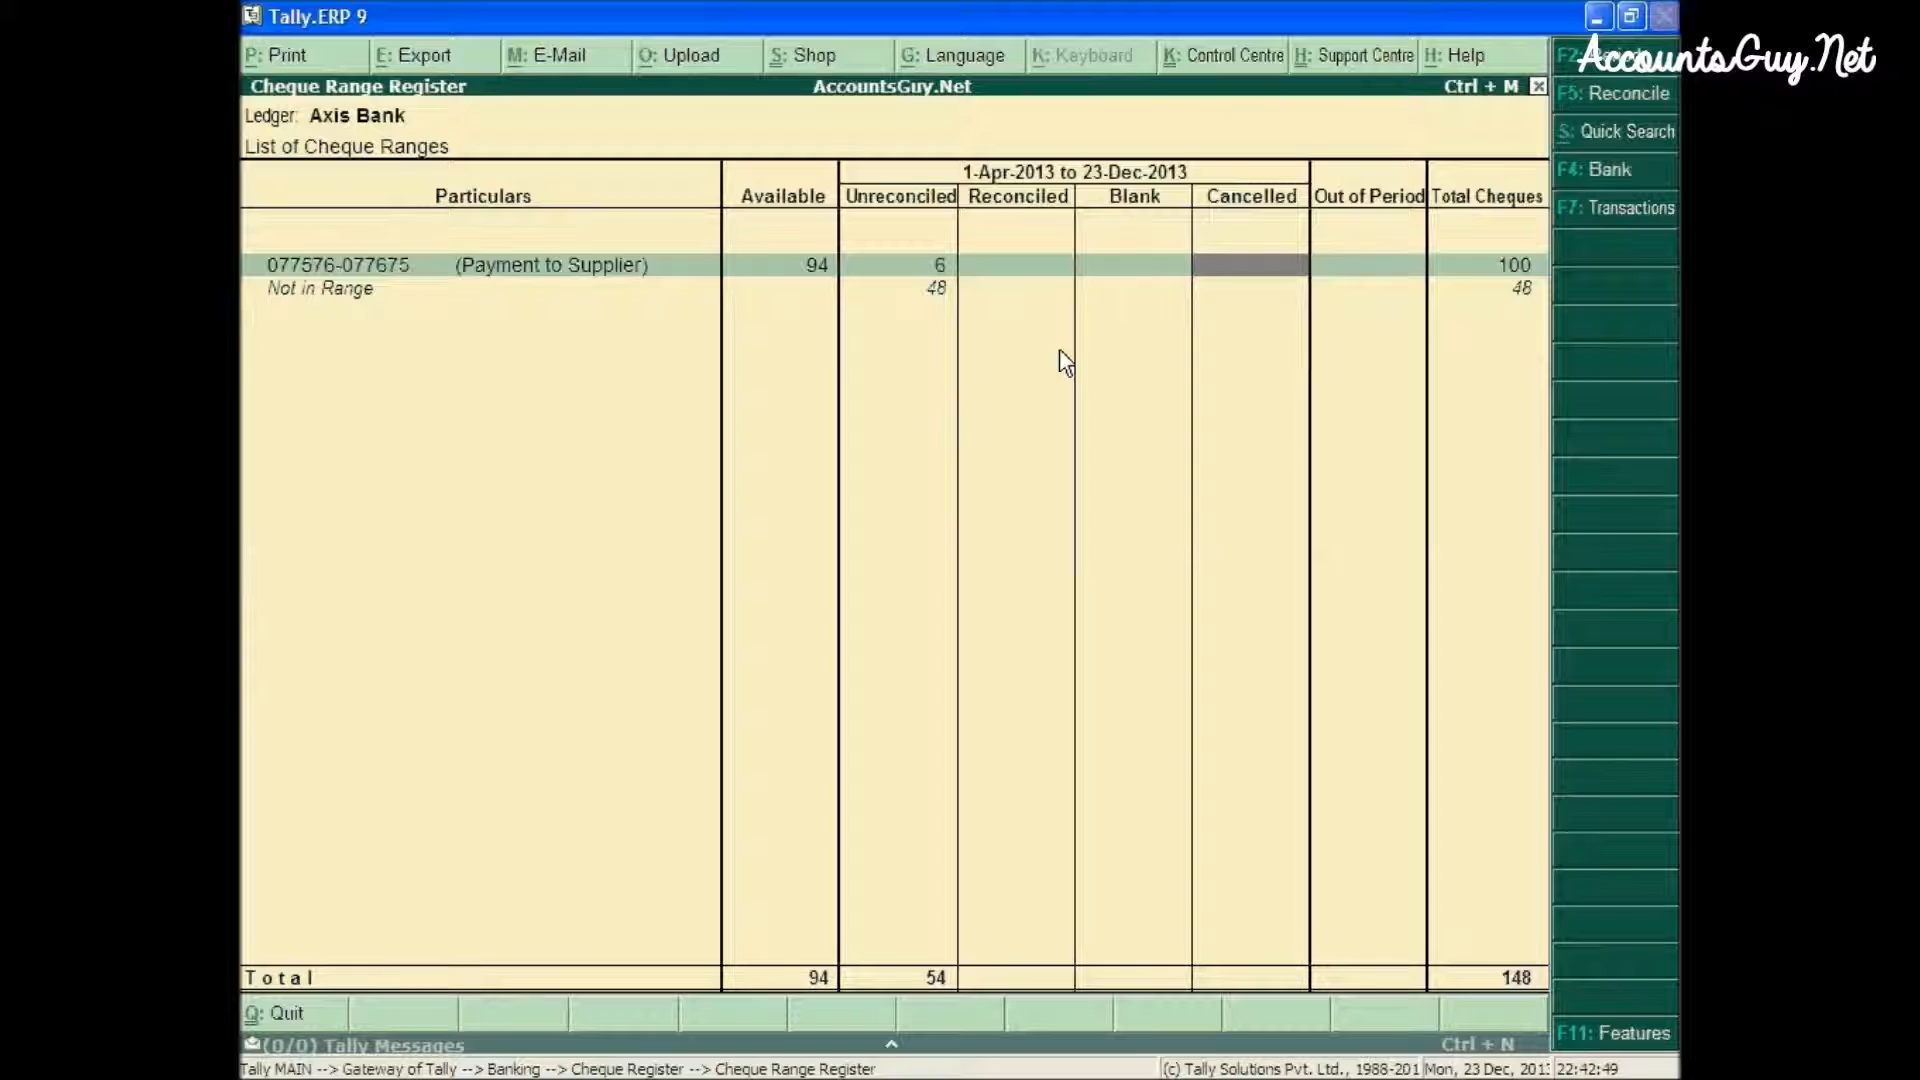 Tally.ERP 9
P: Print E: Export M: E-Mail O: Upload S: Shop G: Language K: Keyboard K: Control Centre H: Support Centre H: Help
F2:
AccountsGuy.Net
Cheque Range Register AccountsGuy.Net Ctrl + M
F5: Reconcile
Ledger: Axis Bank
S: Quick Search
List of Cheque Ranges
F4: Bank
1-Apr-2013 to 23-Dec-2013
Particulars Available Unreconciled Reconciled Blank Cancelled Out of Period Total Cheques
F7: Transactions
077576-077675 (Payment to Supplier) 94 6 100
Not in Range 48 48
Total 94 54 148
Q: Quit
F11: Features
(0/0) Tally Messages Ctrl + N
Tally MAIN --> Gateway of Tally --> Banking --> Cheque Register --> Cheque Range Register (c) Tally Solutions Pvt. Ltd., 1988-201 Mon, 23 Dec, 201 22:42:49